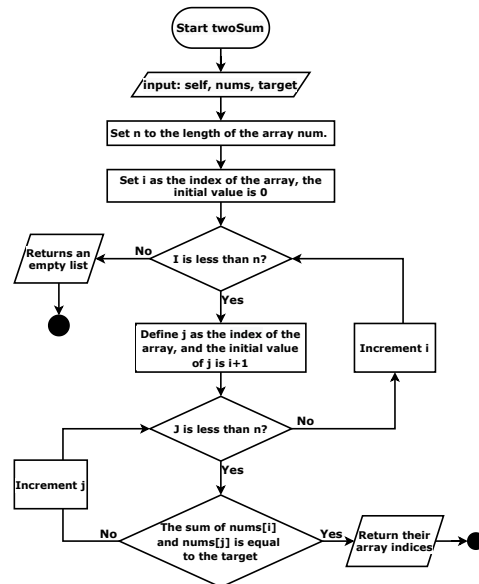 Start twoSum
input: self, nums, target
Set n to the length of the array num.
Set i as the index of the array, the
initial value is 0
I is less than n?
No
Returns an
empty list
Yes
Define j as the index of the
array, and the initial value
of j is i+1
Increment i
J is less than n?
No
Yes
Increment j
The sum of nums[i]
and nums[j] is equal
to the target
No
Yes
Return their
array indices